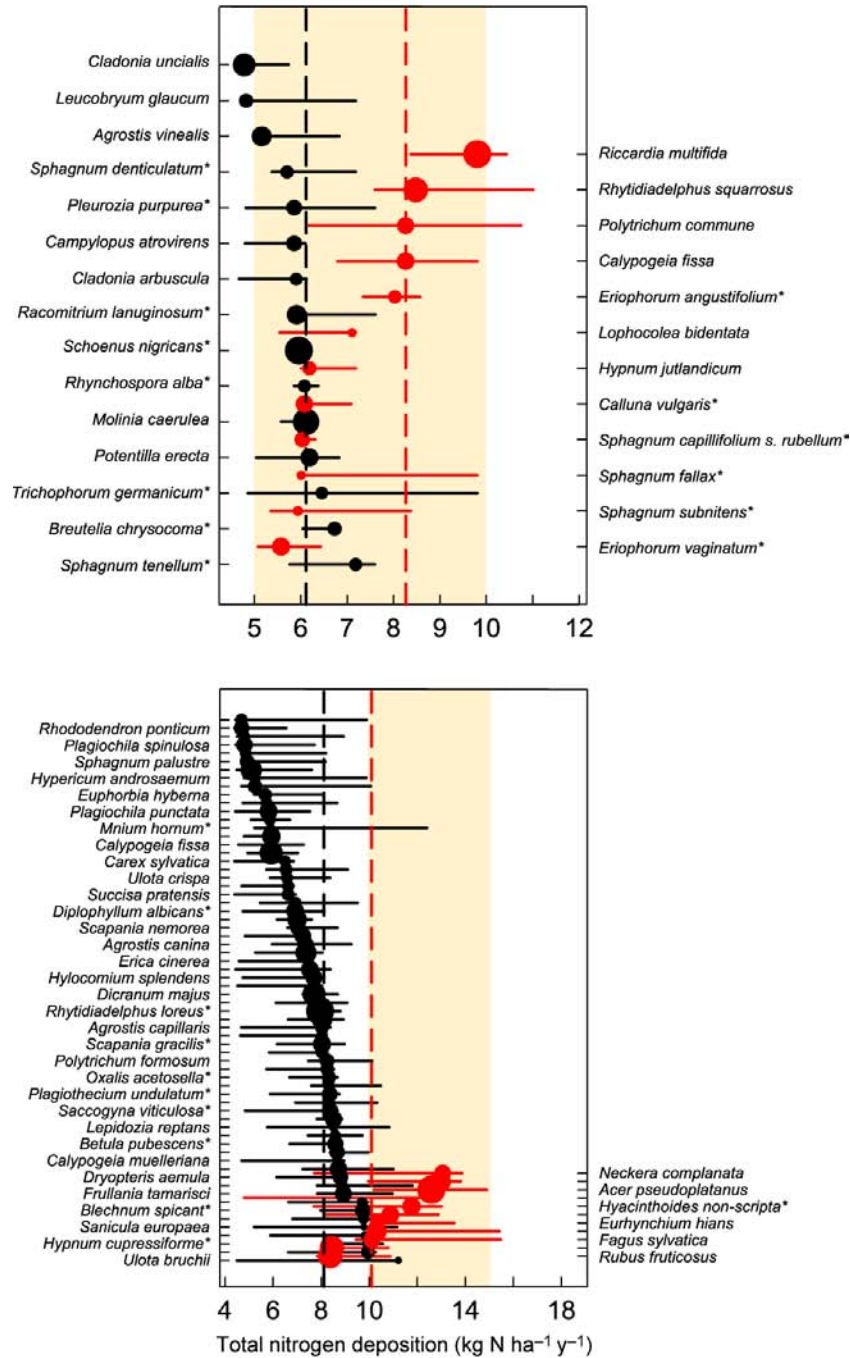 Cladonia uncialis
Leucobryum glaucum
Agrostis vinealis
Sphagnum denticulatum*
Pleurozia purpurea*
Campylopus atrovirens
Cladonia arbuscula
Racomitrium lanuginosum*
Schoenus nigricans*
Rhynchospora alba*
Molinia caerulea
Potentilla erecta
Trichophorum germanicum*
Breutelia chrysocoma*
Sphagnum tenellum*
Riccardia multifida
Rhytidiadelphus squarrosus
Polytrichum commune
Calypogeia fissa
Eriophorum angustifolium*
Lophocolea bidentata
Hypnum jutlandicum
Calluna vulgaris*
Sphagnum capillifolium s. rubellum*
Sphagnum fallax*
Sphagnum subnitens*
Eriophorum vaginatum*
5 6 7 8 9 10 12
Rhododendron ponticum
Plagiochila spinulosa
Sphagnum palustre
Hypericum androsaemum
Euphorbia hyberna
Plagiochila punctata
Mnium hornum*
Calypogeia fissa
Carex sylvatica
Ulota crispa
Succisa pratensis
Diplophyllum albicans*
Scapania nemorea
Agrostis canina
Erica cinerea
Hylocomium splendens
Dicranum majus
Rhytidiadelphus loreus*
Agrostis capillaris
Scapania gracilis*
Polytrichum formosum
Oxalis acetosella*
Plagiothecium undulatum*
Saccogyna viticulosa*
Lepidozia reptans
Betula pubescens*
Calypogeia muelleriana
Dryopteris aemula
Frullania tamarisci
Blechnum spicant*
Sanicula europaea
Hypnum cupressiforme*
Ulota bruchii
Neckera complanata
Acer pseudoplatanus
Hyacinthoides non-scripta*
Eurhynchium hians
Fagus sylvatica
Rubus fruticosus
4 6 8 10 14 18
Total nitrogen deposition (kg N ha–1 y–1)